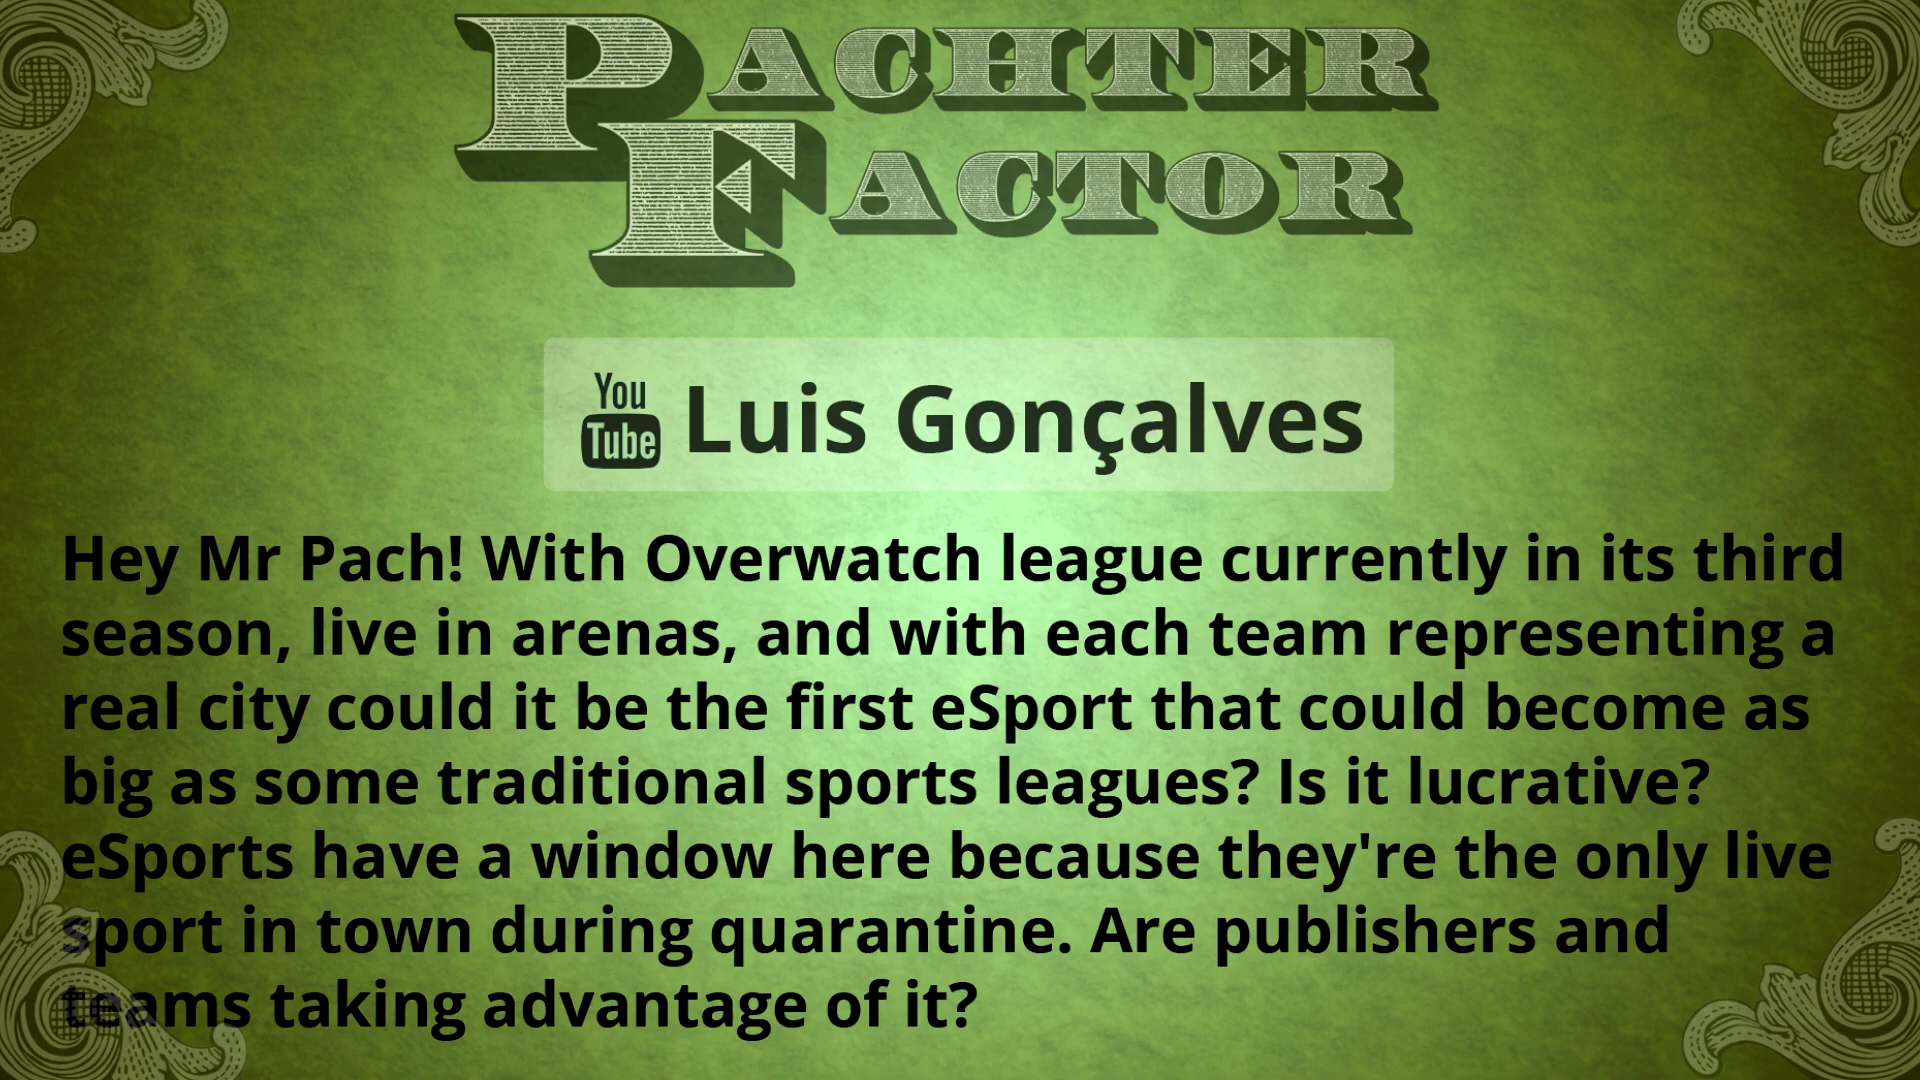 PACHTER
FACTOR
You Tube Luis Gonçalves
Hey Mr Pach! With Overwatch league currently in its third
season, live in arenas, and with each team representing a
real city could it be the first eSport that could become as
big as some traditional sports leagues? Is it lucrative?
eSports have a window here because they're the only live
sport in town during quarantine. Are publishers and
teams taking advantage of it?